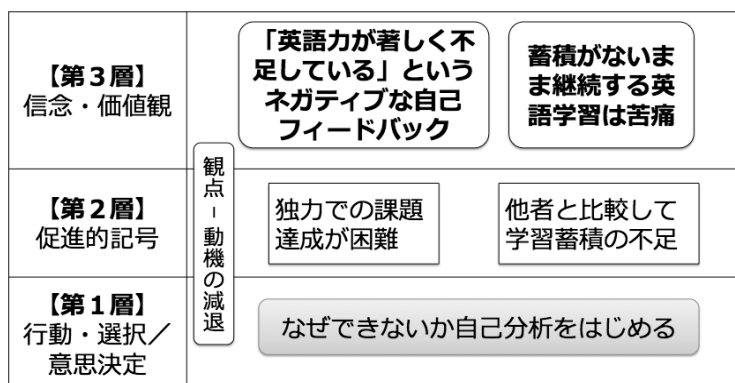 【第３層】
信念・価値観
「英語力が著しく不
足している」という
ネガティブな自己
フィードバック
蓄積がないま
ま継続する英
語学習は苦痛
観点-動機の減退
【第２層】
促進的記号
独力での課題
達成が困難
他者と比較して
学習蓄積の不足
【第１層】
行動・選択／
意思決定
なぜできないか自己分析をはじめる